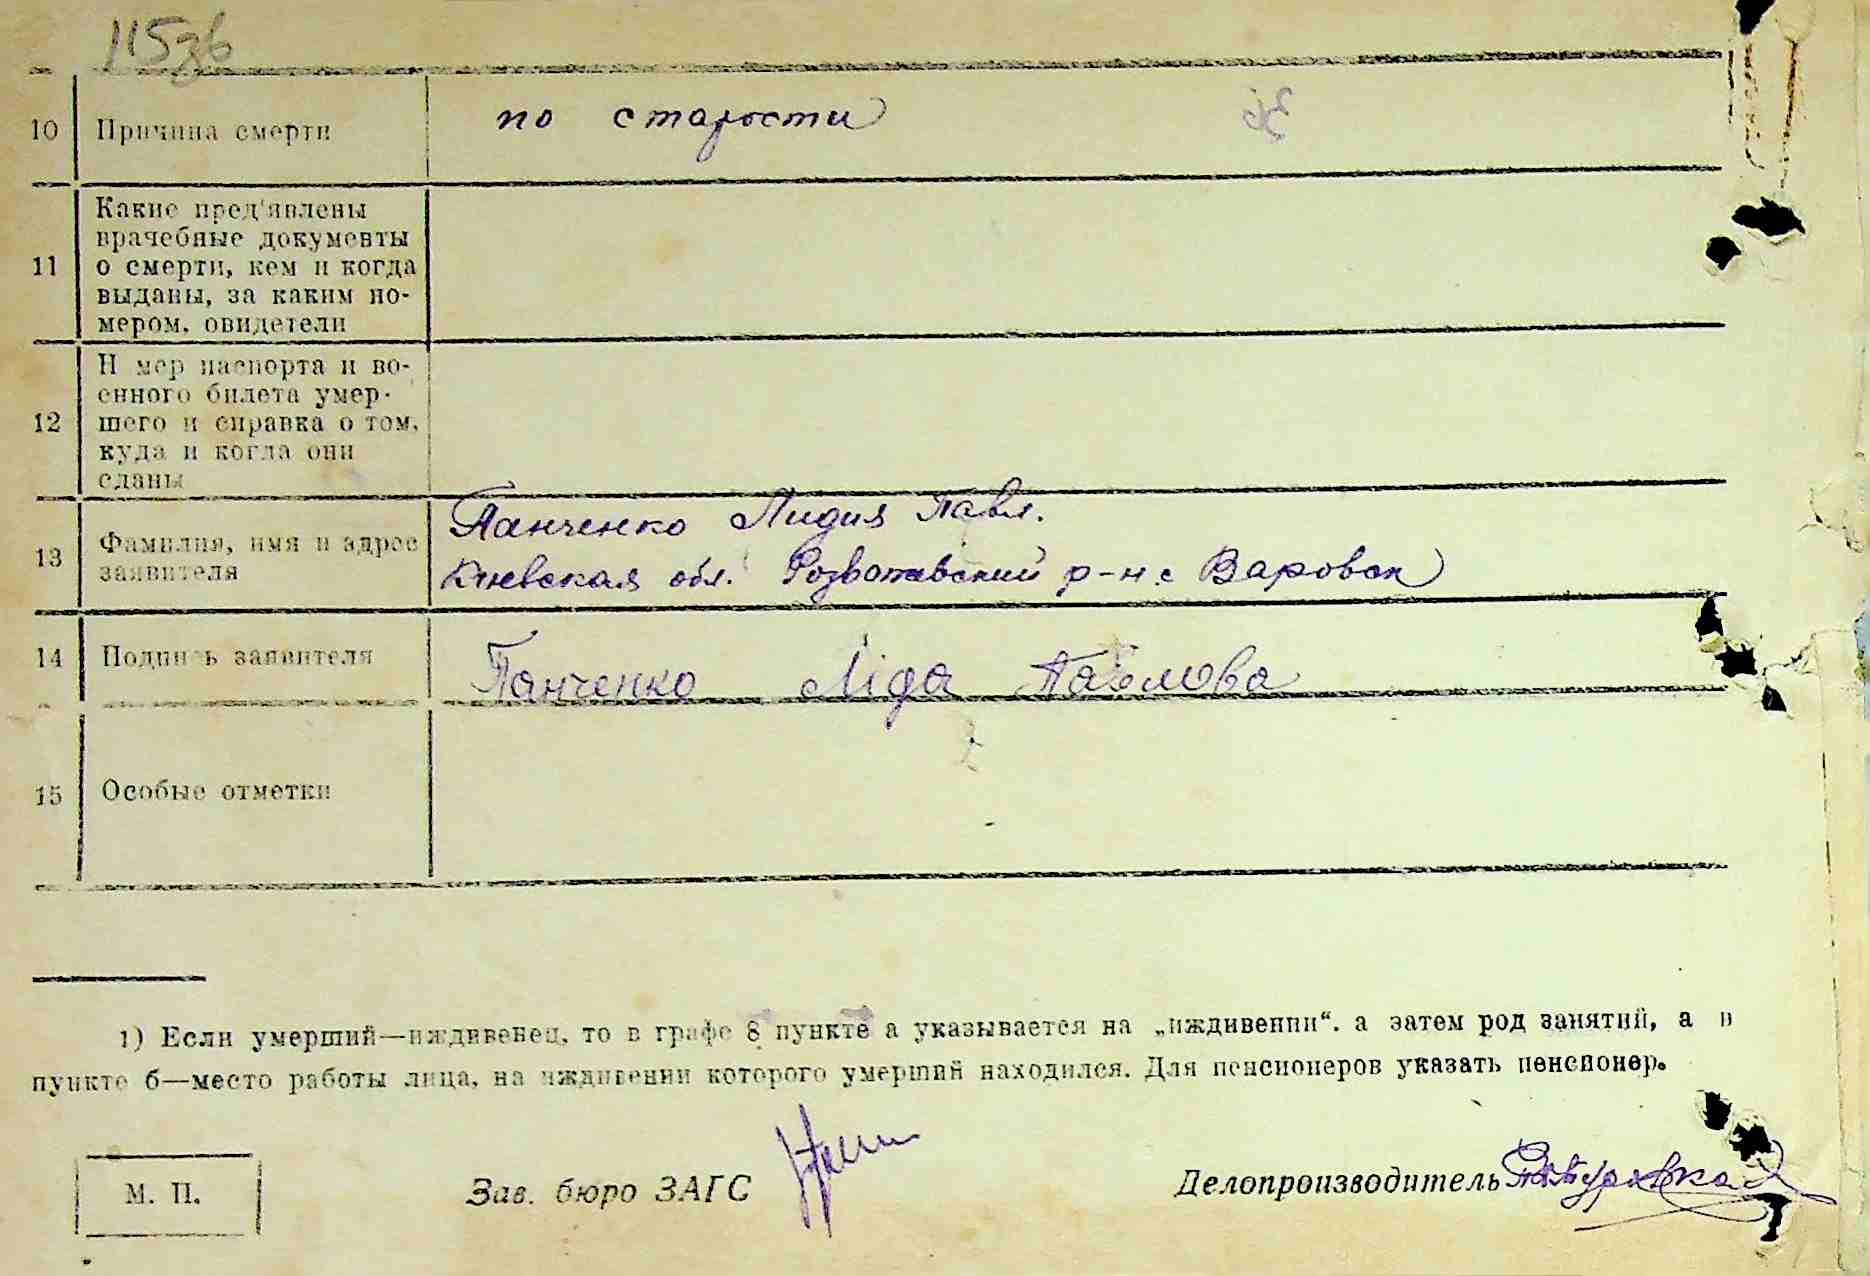 115зв
10 Причина смерти по старости
11 Какие пред'явлены
врачебные документы
о смерти, кем и когда
выданы, за каким но-
мером, овидетели
12 Н мер паспорта и во-
енного билета умер-
шего и справка о том,
куда и когда они
сданы
13 Фамилия, имя и адрес
заявителя
Панченко Лидия Павл.
Киевская обл. Розважевский р-н с Варовск
14 Подпись заявителя Панченко Ліда Павлова
15 Особые отметки
1) Если умерший—иждивенец, то в графе 8 пункте а указывается на „иждивении“. а затем род занятий, а в
пункте б—место работы лица, на иждивении которого умерший находился. Для пенсионеров указать пенсионер.
М. П. Зав. бюро ЗАГС Делопроизводитель